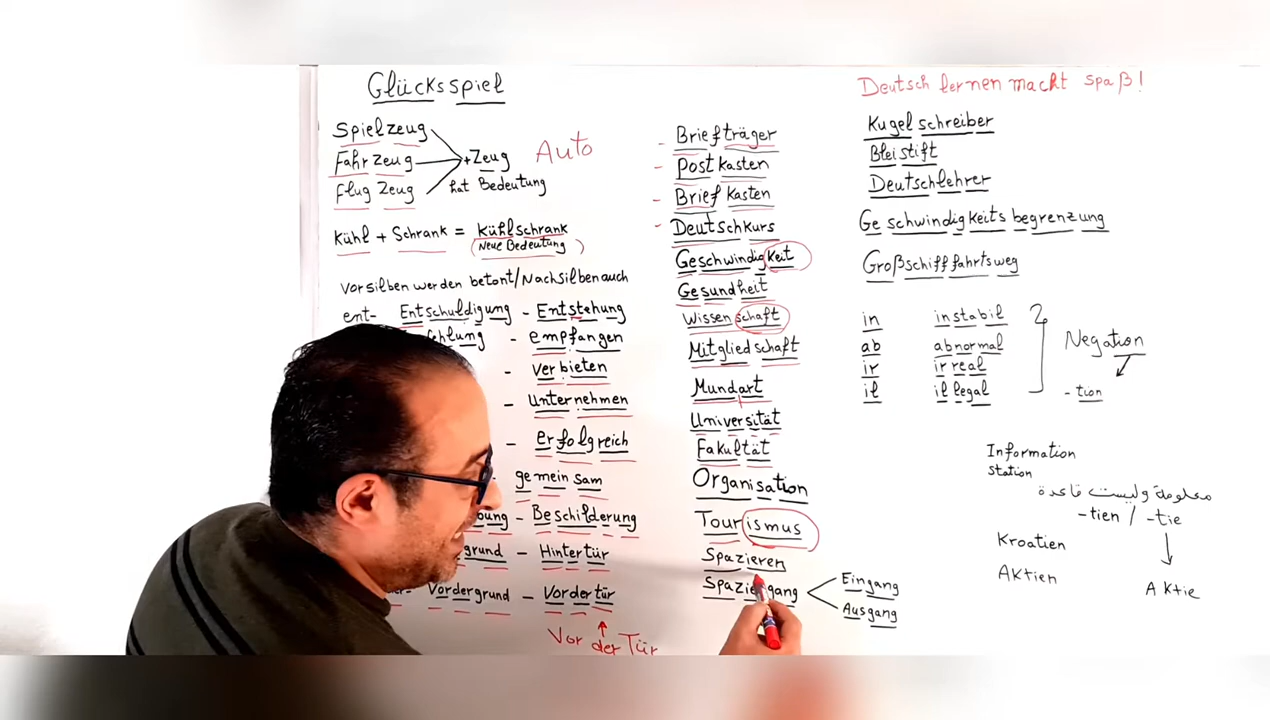 Glücksspiel
Spielzeug
Fahrzeug
Flugzeug
+Zeug
hat Bedeutung
Auto
Kühl + Schrank = Kühlschrank
(Neue Bedeutung)
Vorsilben werden betont/Nachsilben auch
ent- Entschuldigung - Entstehung
ehlung - empfangen
- verbieten
- Unternehmen
- erfolgreich
- gemeinsam
bung - Beschilderung
grund - Hintertür
Vordergrund - Vordertür
Vor der Tür
- Briefträger
- Postkasten
- Briefkasten
- Deutschkurs
Geschwindigkeit
Gesundheit
Wissenschaft
Mitgliedschaft
Mundart
Universität
Fakultät
Organisation
Tourismus
Spazieren
Spaziergang
Eingang
Ausgang
Deutsch lernen macht Spaß!
Kugelschreiber
Bleistift
Deutschlehrer
Geschwindigkeitsbegrenzung
Großschifffahrtsweg
in instabil
ab abnormal
ir irreal
il illegal
Negation
-tion
Information
Station
معلومة وليست قاعدة
-tien / -tie
Kroatien
Aktien
Aktie